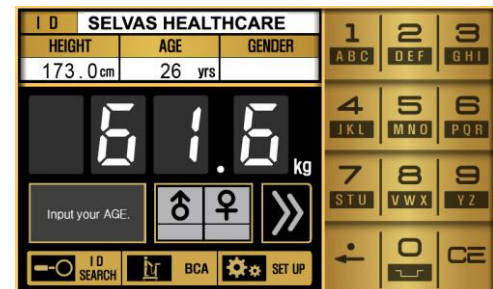 ID SELVAS HEALTHCARE
HEIGHT AGE GENDER
173.0cm 26 yrs
61.6 kg
Input your AGE.
ID SEARCH BCA SET UP
1 2 3
ABC DEF GHI
4 5 6
JKL MNO PQR
7 8 9
STU VWX YZ
0 CE